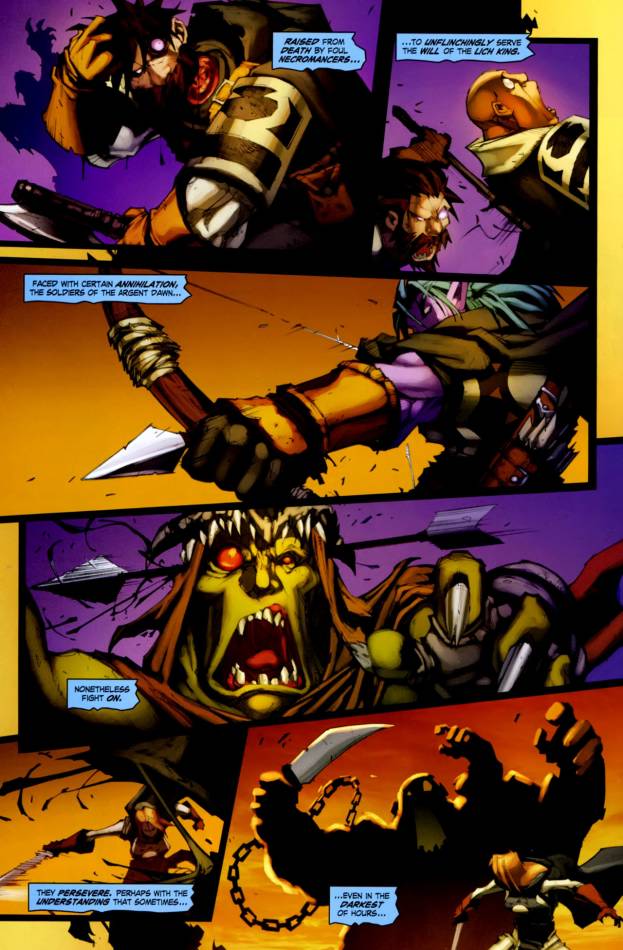 RAISED FROM
DEATH BY FOUL
NECROMANCERS...
...TO UNFLINCHINGLY SERVE
THE WILL OF THE LICH KING.
FACED WITH CERTAIN ANNIHILATION,
THE SOLDIERS OF THE ARGENT DAWN...
NONETHELESS
FIGHT ON.
THEY PERSEVERE. PERHAPS WITH THE
UNDERSTANDING THAT SOMETIMES...
...EVEN IN THE
DARKEST
OF HOURS...